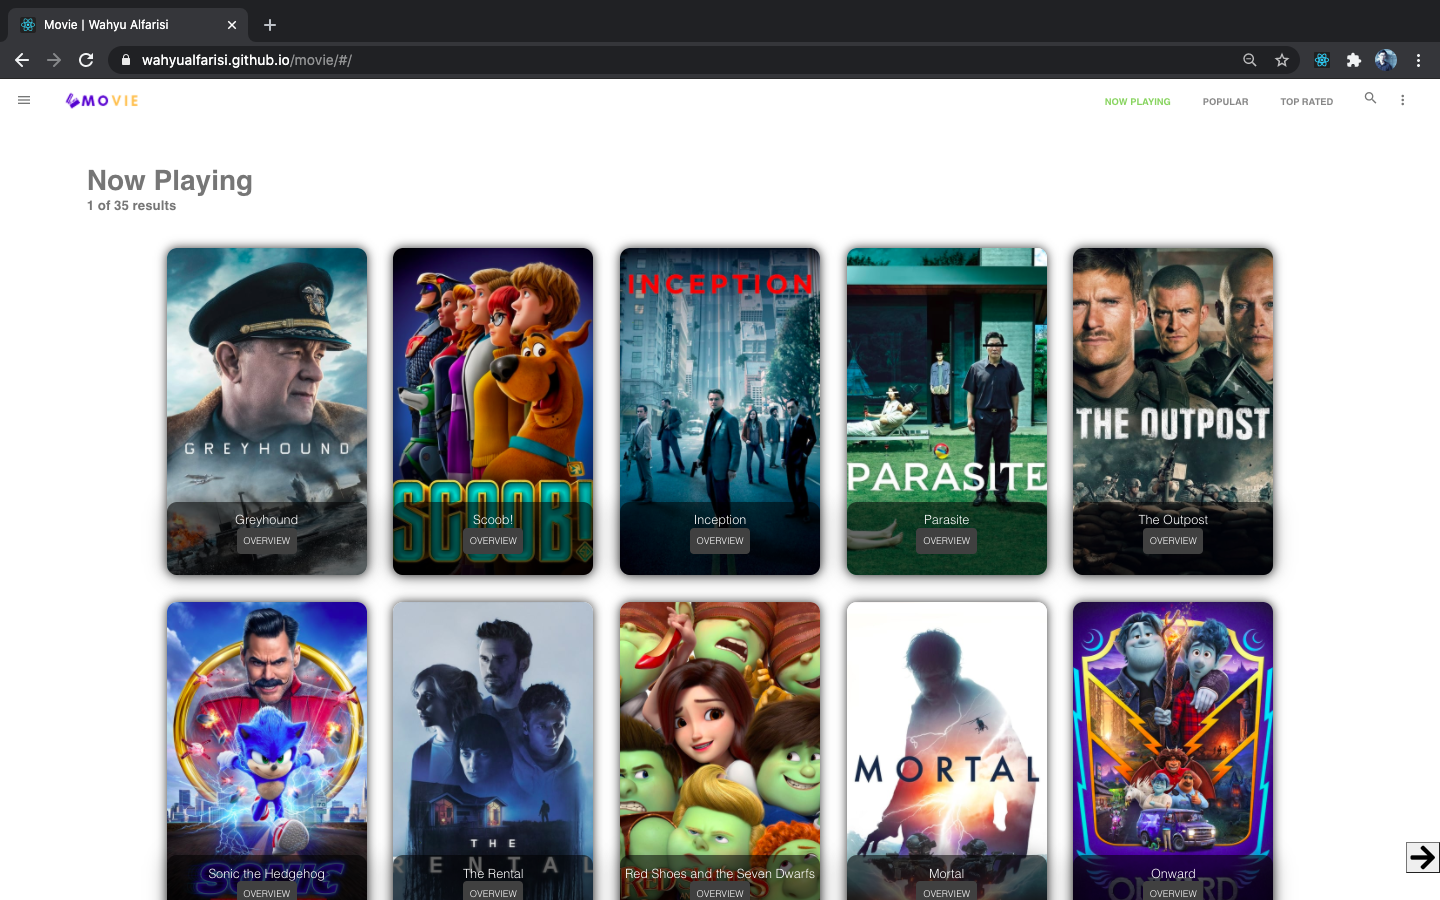 Movie | Wahyu Alfarisi
wahyualfarisi.github.io/movie/#/
MOVIE
NOW PLAYING
POPULAR
TOP RATED
Now Playing
1 of 35 results
GREYHOUND
Greyhound
OVERVIEW
SCOOB!
Scoob!
OVERVIEW
INCEPTION
Inception
OVERVIEW
PARASITE
Parasite
OVERVIEW
THE OUTPOST
The Outpost
OVERVIEW
SONIC
Sonic the Hedgehog
OVERVIEW
THE
RENTAL
The Rental
OVERVIEW
Red Shoes and the Seven Dwarfs
OVERVIEW
MORTAL
Mortal
OVERVIEW
ONWARD
Onward
OVERVIEW